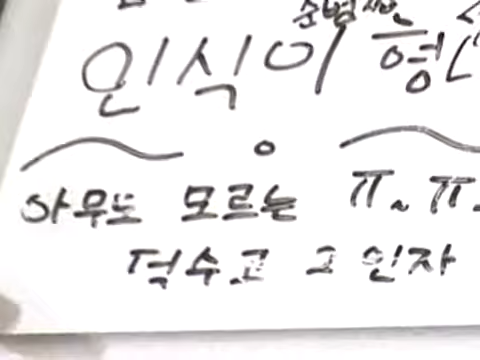 인식이 형
아무도 모르는 ㅠ~ ㅠ
덕수고 그 인자